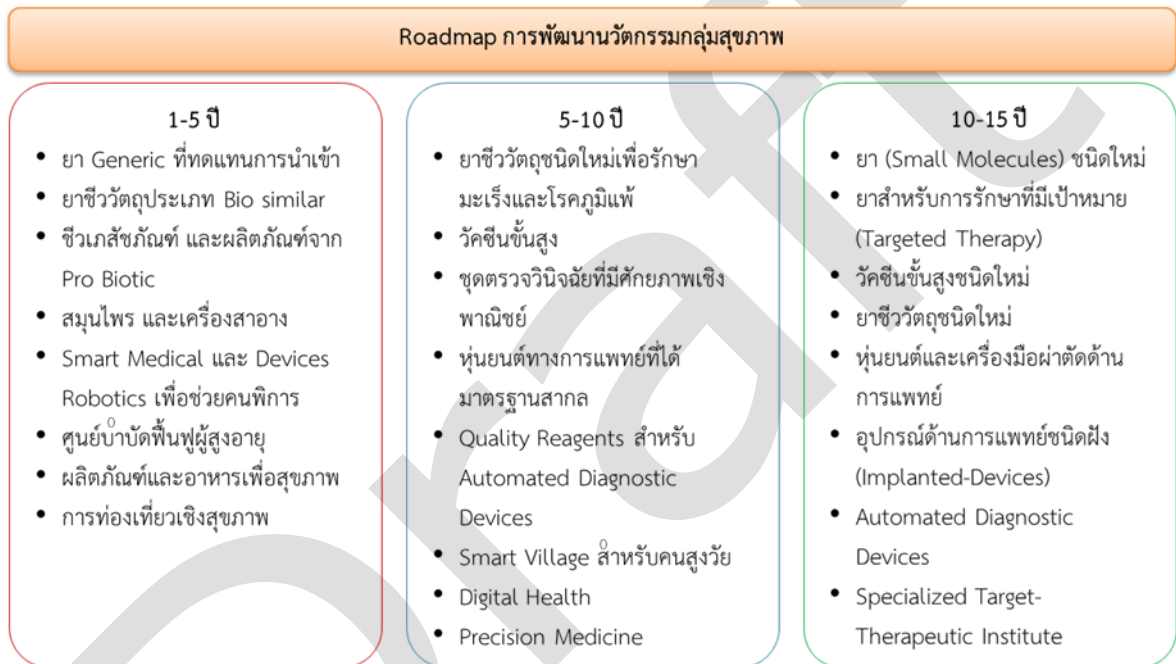 Roadmap การพัฒนานวัตกรรมกลุ่มสุขภาพ
1-5 ปี
• ยา Generic ที่ทดแทนการนำเข้า
• ยาชีววัตถุประเภท Bio similar
• ชีวเภสัชภัณฑ์ และผลิตภัณฑ์จาก
Pro Biotic
• สมุนไพร และเครื่องสาอาง
• Smart Medical และ Devices
Robotics เพื่อช่วยคนพิการ
• ศูนย์บำบัดฟื้นฟูผู้สูงอายุ
• ผลิตภัณฑ์และอาหารเพื่อสุขภาพ
• การท่องเที่ยวเชิงสุขภาพ
5-10 ปี
• ยาชีววัตถุชนิดใหม่เพื่อรักษา
มะเร็งและโรคภูมิแพ้
• วัคซีนขั้นสูง
• ชุดตรวจวินิจฉัยที่มีศักยภาพเชิง
พาณิชย์
• หุ่นยนต์ทางการแพทย์ที่ได้
มาตรฐานสากล
• Quality Reagents สำหรับ
Automated Diagnostic
Devices
• Smart Village สำหรับคนสูงวัย
• Digital Health
• Precision Medicine
10-15 ปี
• ยา (Small Molecules) ชนิดใหม่
• ยาสำหรับการรักษาที่มีเป้าหมาย
(Targeted Therapy)
• วัคซีนขั้นสูงชนิดใหม่
• ยาชีววัตถุชนิดใหม่
• หุ่นยนต์และเครื่องมือผ่าตัดด้าน
การแพทย์
• อุปกรณ์ด้านการแพทย์ชนิดฝัง
(Implanted-Devices)
• Automated Diagnostic
Devices
• Specialized Target-
Therapeutic Institute
Draft